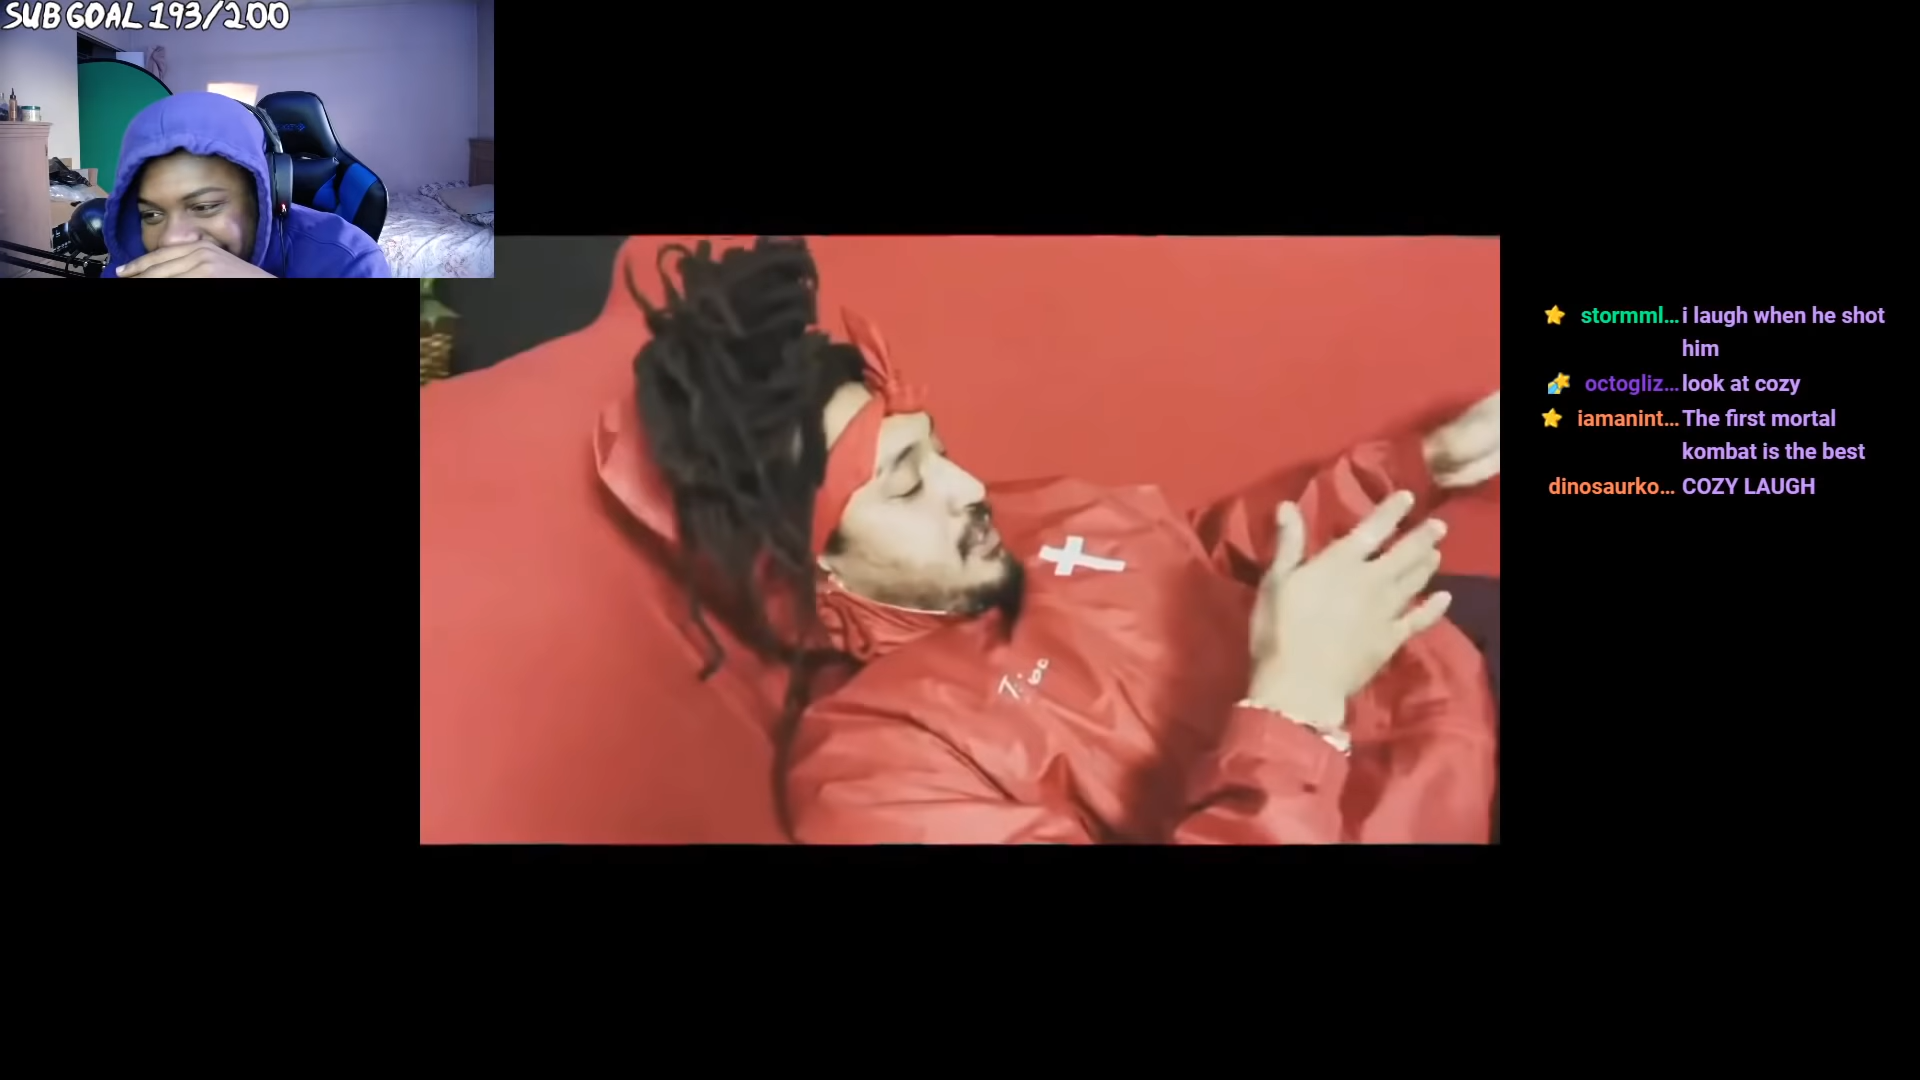 SUB GOAL 193/200
stormml... i laugh when he shot
him
octogliz... look at cozy
iamanint... The first mortal
kombat is the best
dinosaurko... COZY LAUGH